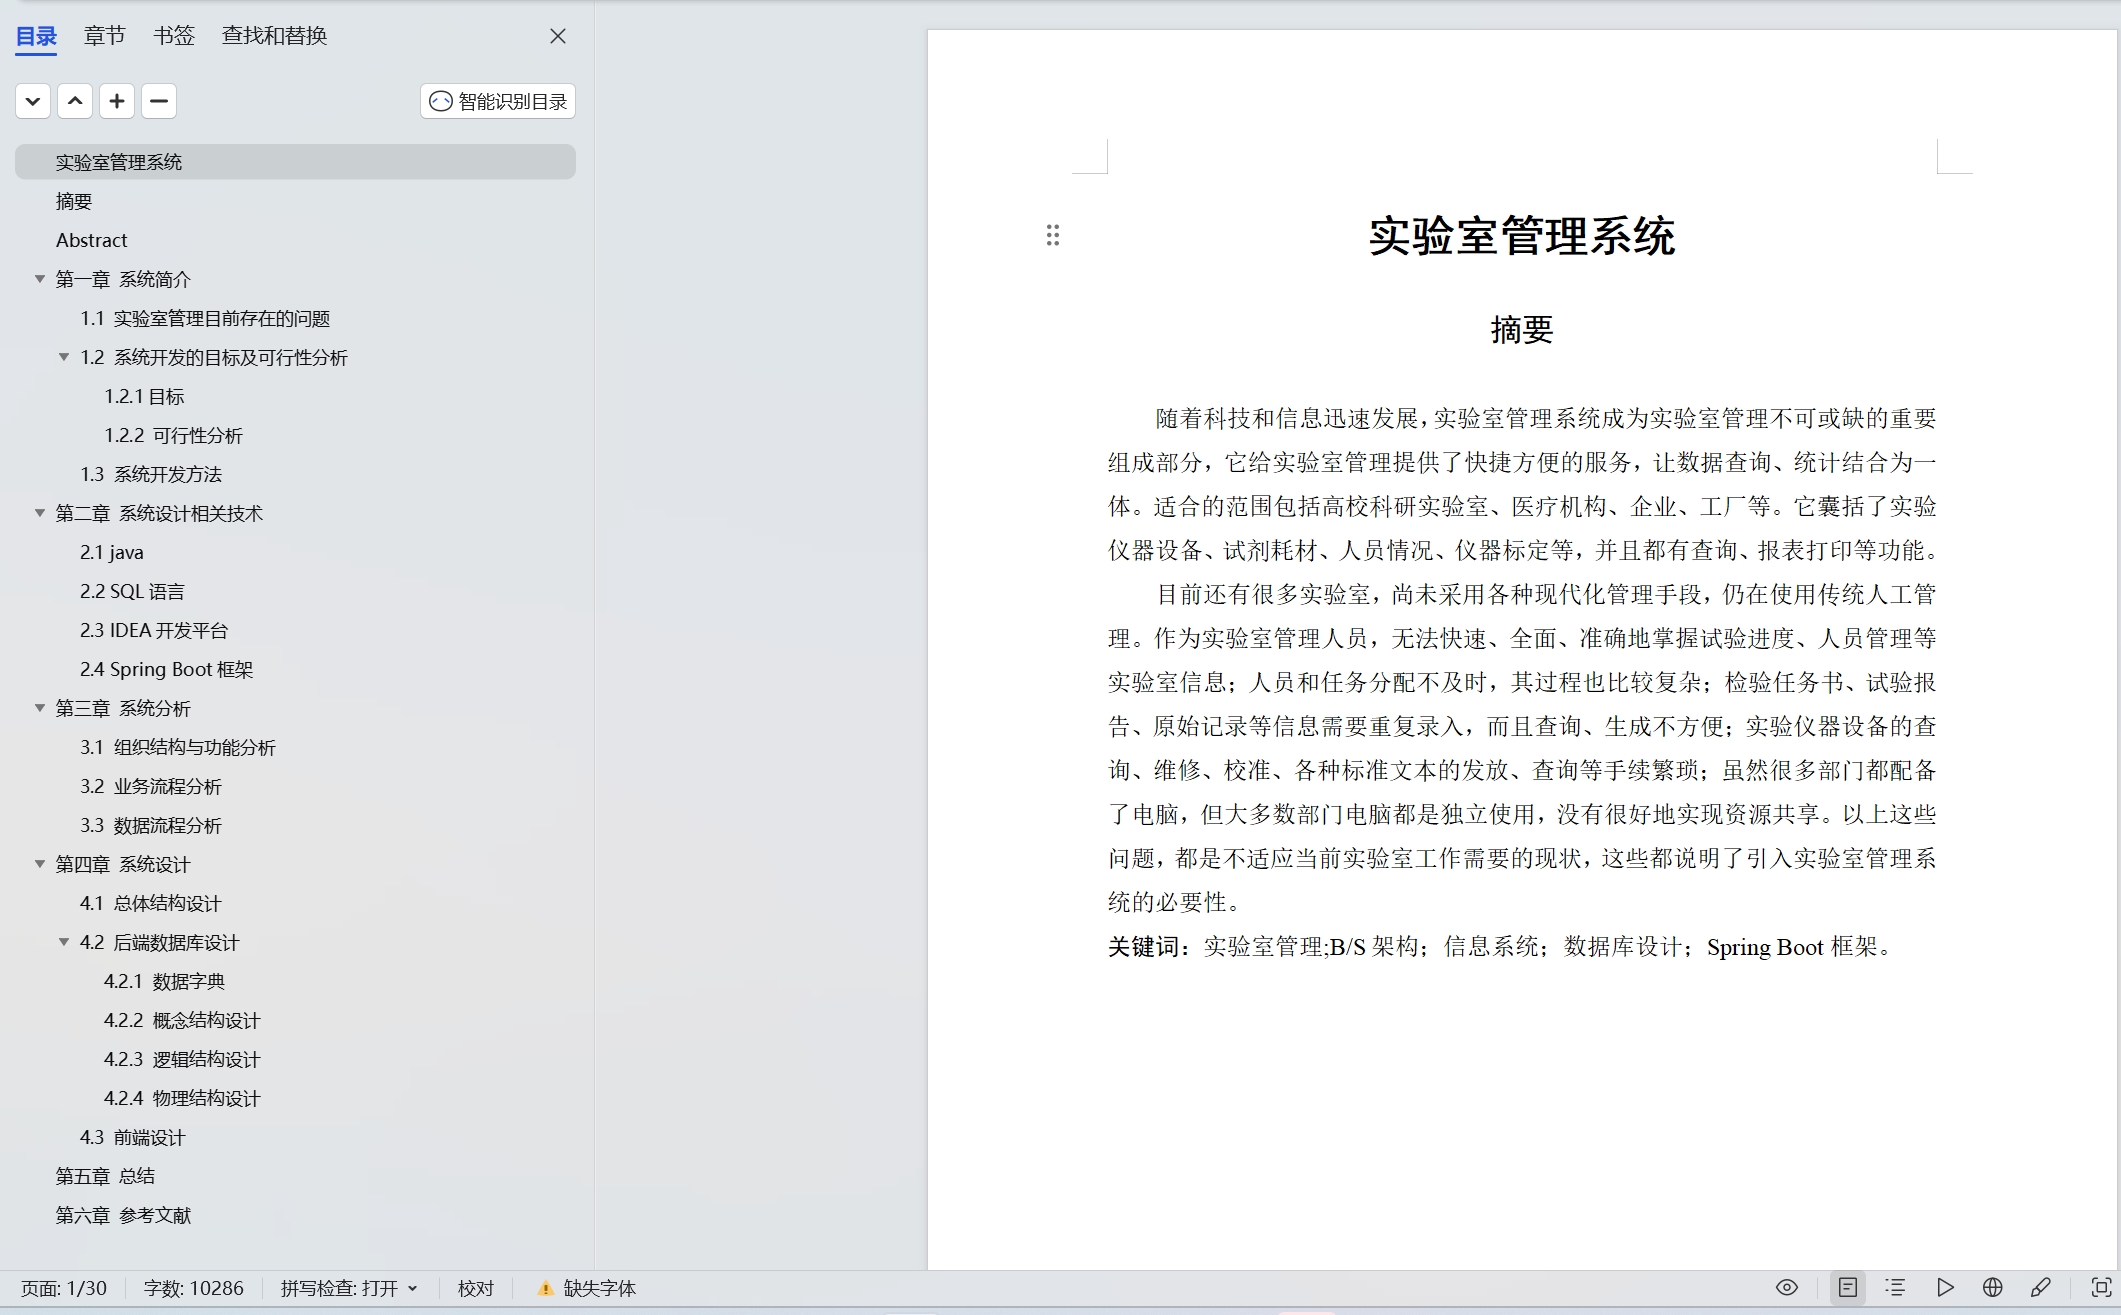 目录 章节 书签 查找和替换
智能识别目录
实验室管理系统
摘要
Abstract
第一章 系统简介
1.1 实验室管理目前存在的问题
1.2 系统开发的目标及可行性分析
1.2.1 目标
1.2.2 可行性分析
1.3 系统开发方法
第二章 系统设计相关技术
2.1 java
2.2 SQL 语言
2.3 IDEA 开发平台
2.4 Spring Boot 框架
第三章 系统分析
3.1 组织结构与功能分析
3.2 业务流程分析
3.3 数据流程分析
第四章 系统设计
4.1 总体结构设计
4.2 后端数据库设计
4.2.1 数据字典
4.2.2 概念结构设计
4.2.3 逻辑结构设计
4.2.4 物理结构设计
4.3 前端设计
第五章 总结
第六章 参考文献
实验室管理系统
摘要
随着科技和信息迅速发展,实验室管理系统成为实验室管理不可或缺的重要
组成部分，它给实验室管理提供了快捷方便的服务，让数据查询、统计结合为一
体。适合的范围包括高校科研实验室、医疗机构、企业、工厂等。它囊括了实验
仪器设备、试剂耗材、人员情况、仪器标定等，并且都有查询、报表打印等功能。
目前还有很多实验室，尚未采用各种现代化管理手段，仍在使用传统人工管
理。作为实验室管理人员，无法快速、全面、准确地掌握试验进度、人员管理等
实验室信息；人员和任务分配不及时，其过程也比较复杂；检验任务书、试验报
告、原始记录等信息需要重复录入，而且查询、生成不方便；实验仪器设备的查
询、维修、校准、各种标准文本的发放、查询等手续繁琐；虽然很多部门都配备
了电脑，但大多数部门电脑都是独立使用，没有很好地实现资源共享。以上这些
问题，都是不适应当前实验室工作需要的现状，这些都说明了引入实验室管理系
统的必要性。
关键词：实验室管理;B/S 架构；信息系统；数据库设计；Spring Boot 框架。
页面: 1/30 字数: 10286 拼写检查: 打开 校对 缺失字体